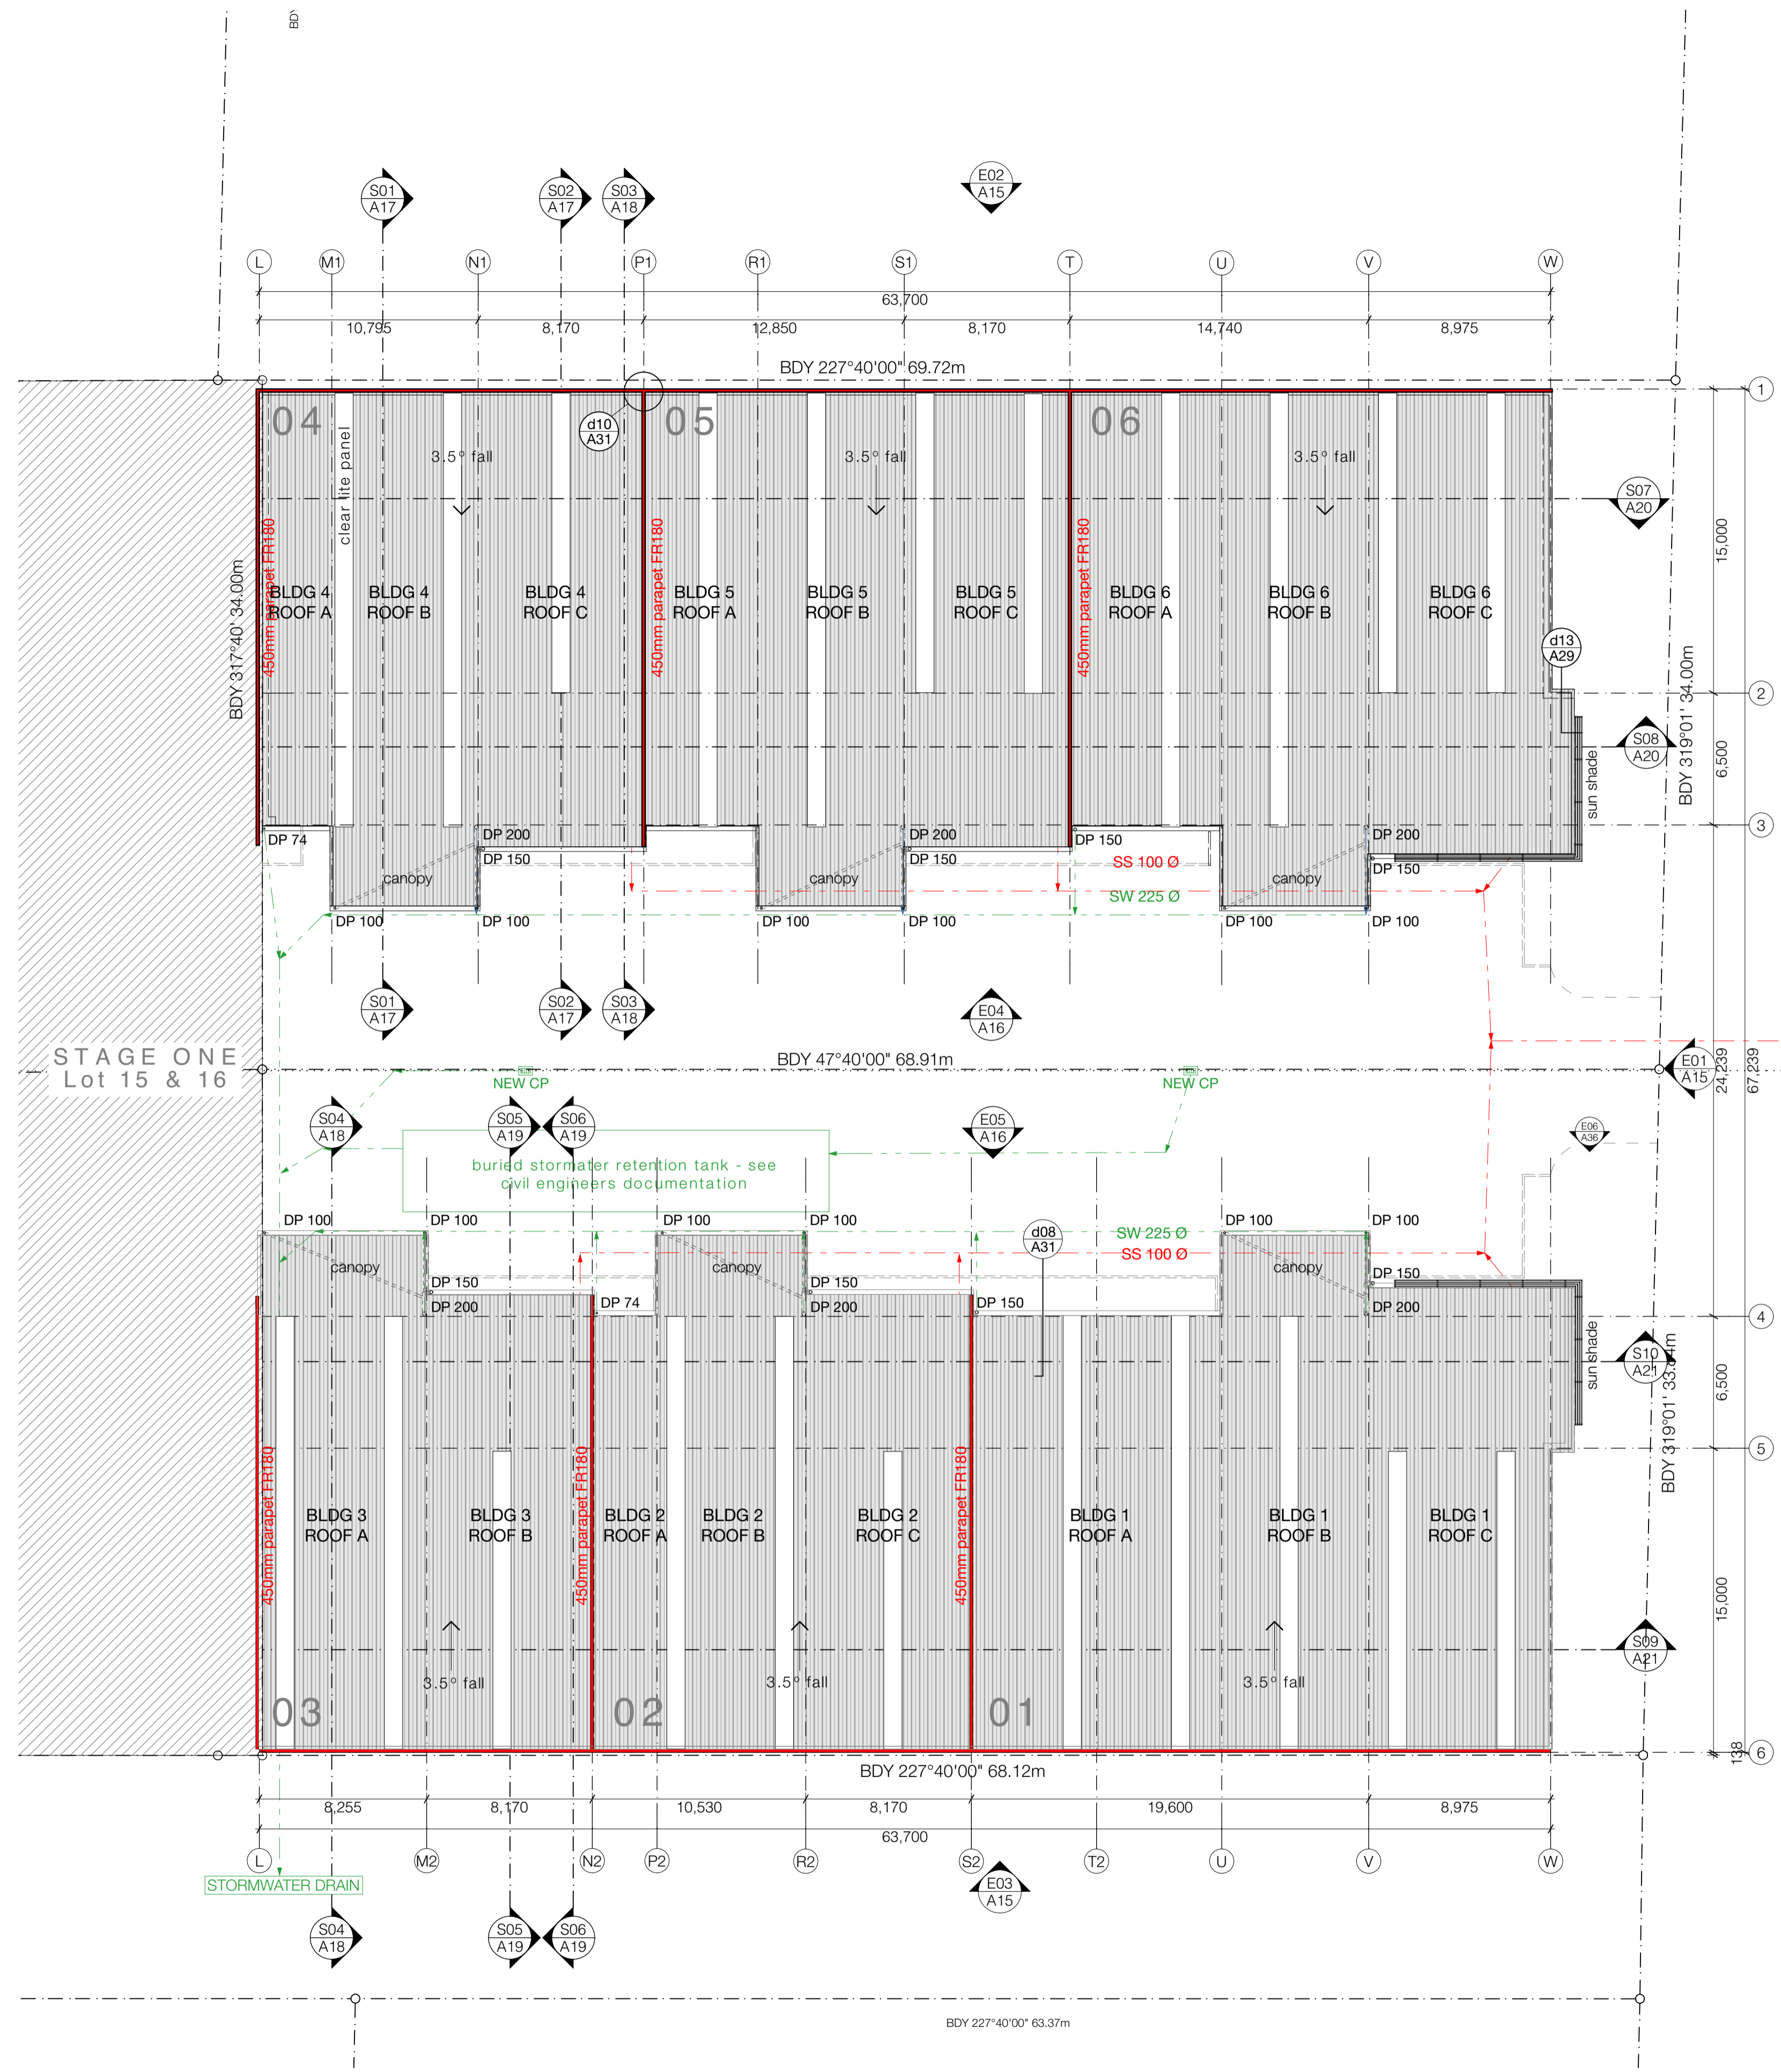 BDY
S01
A17
S02
A17
S03
A18
E02
A15
L
M1
N1
P1
R1
S1
T
U
V
W
63,700
10,795
8,170
12,850
8,170
14,740
8,975
BDY 227°40'00" 69.72m
1
04
05
06
d10
A31
clear lite panel
3.5° fall
3.5° fall
3.5° fall
S07
A20
15,000
450mm parapet FR180
450mm parapet FR180
450mm parapet FR180
BDY 317°40' 34.00m
BLDG 4
ROOF A
BLDG 4
ROOF B
BLDG 4
ROOF C
BLDG 5
ROOF A
BLDG 5
ROOF B
BLDG 5
ROOF C
BLDG 6
ROOF A
BLDG 6
ROOF B
BLDG 6
ROOF C
d13
A29
2
BDY 319°01' 34.00m
S08
A20
6,500
sun shade
3
DP 74
DP 200
DP 150
DP 200
DP 150
DP 150
DP 200
DP 150
SS 100 Ø
SW 225 Ø
canopy
canopy
canopy
DP 100
DP 100
DP 100
DP 100
DP 100
DP 100
S01
A17
S02
A17
S03
A18
E04
A16
STAGE ONE
Lot 15 & 16
BDY 47°40'00" 68.91m
NEW CP
NEW CP
E01
A15
24,239
67,239
S04
A18
S05
A19
S06
A19
E05
A16
E06
A36
buried stormater retention tank - see
civil engineers documentation
DP 100
DP 100
DP 100
DP 100
DP 100
DP 100
d08
A31
SW 225 Ø
SS 100 Ø
canopy
canopy
canopy
DP 150
DP 200
DP 74
DP 150
DP 200
DP 150
DP 150
DP 200
4
sun shade
S10
A21
6,500
5
450mm parapet FR180
450mm parapet FR180
450mm parapet FR180
BLDG 3
ROOF A
BLDG 3
ROOF B
BLDG 2
ROOF A
BLDG 2
ROOF B
BLDG 2
ROOF C
BLDG 1
ROOF A
BLDG 1
ROOF B
BLDG 1
ROOF C
15,000
S09
A21
3.5° fall
3.5° fall
3.5° fall
03
02
01
138
6
BDY 227°40'00" 68.12m
8,255
8,170
10,530
8,170
19,600
8,975
63,700
L
M2
N2
P2
R2
S2
T2
U
V
W
STORMWATER DRAIN
E03
A15
S04
A18
S05
A19
S06
A19
BDY 227°40'00" 63.37m